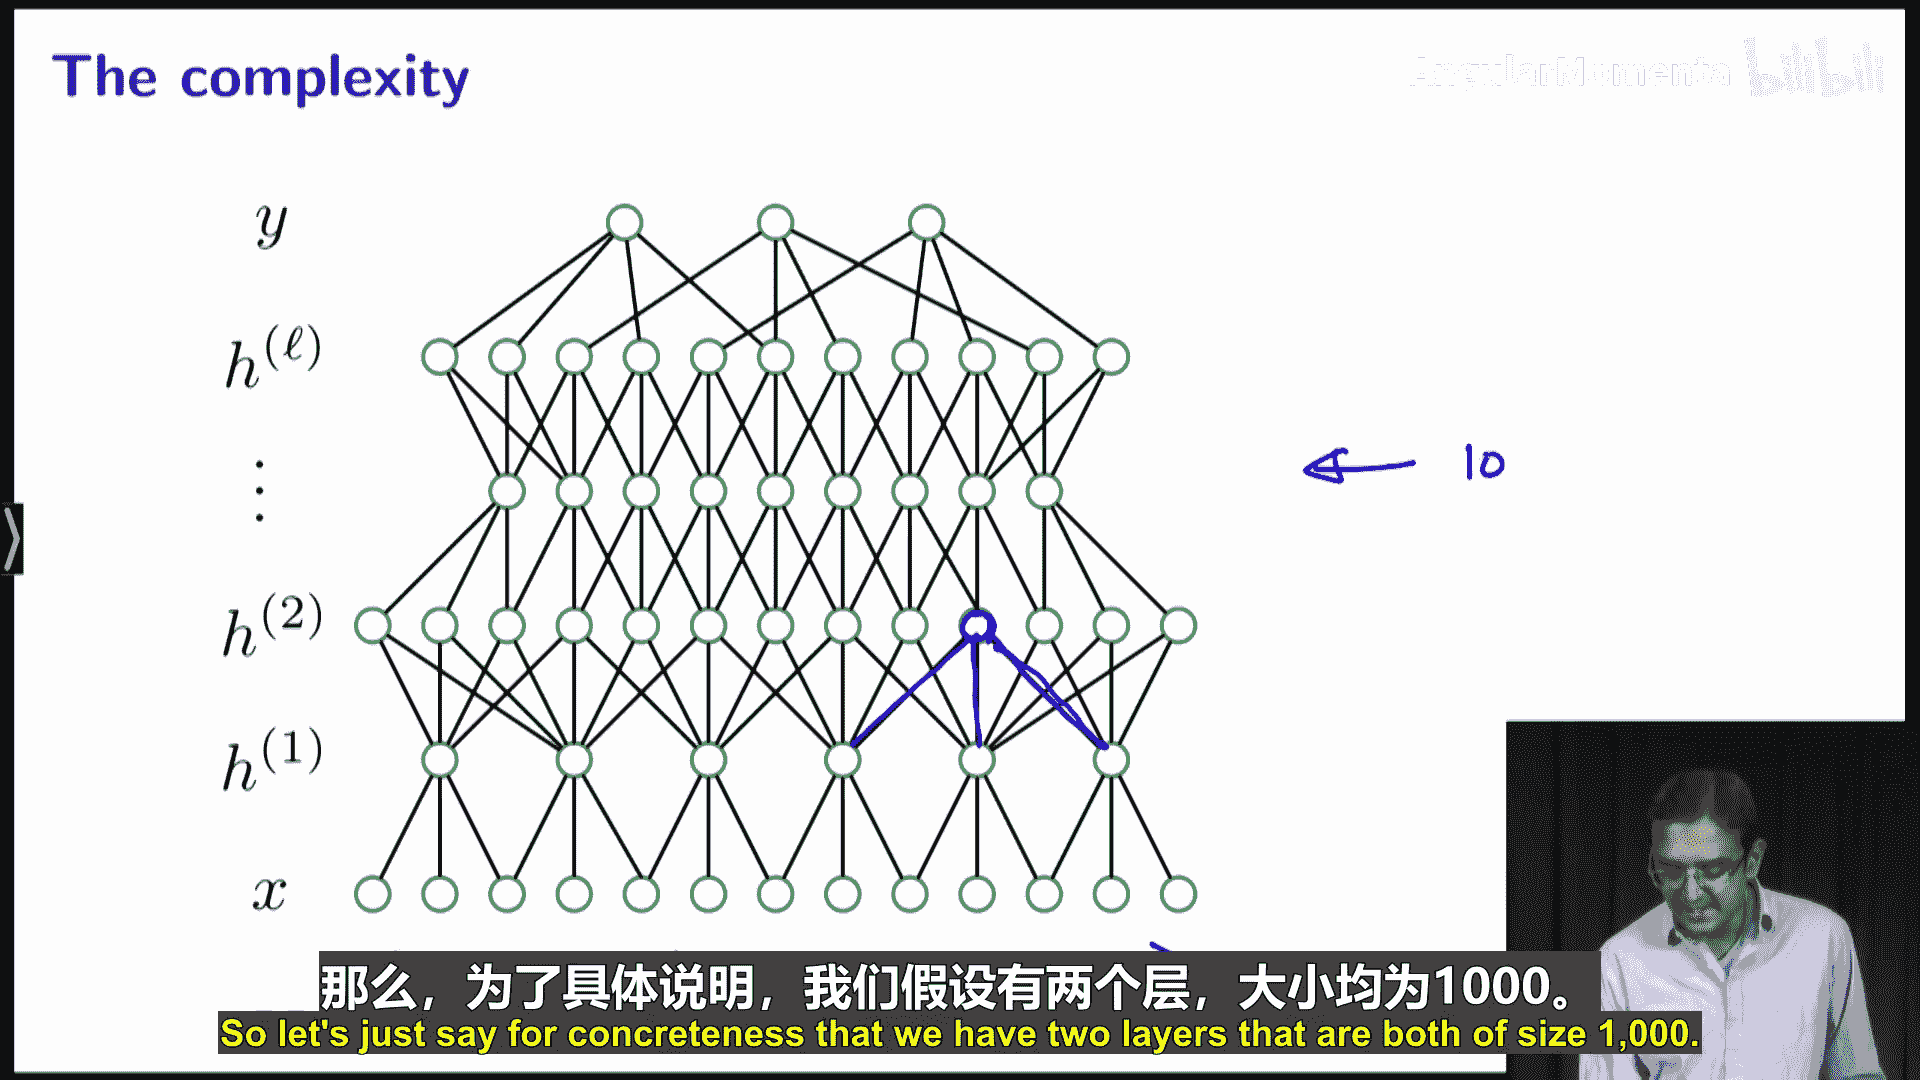 The complexity
AngularMomenta bilibili
y
h^{(ℓ)}
⋮
10
h^{(2)}
h^{(1)}
x
那么，为了具体说明，我们假设有两个层，大小均为1000。
So let's just say for concreteness that we have two layers that are both of size 1,000.